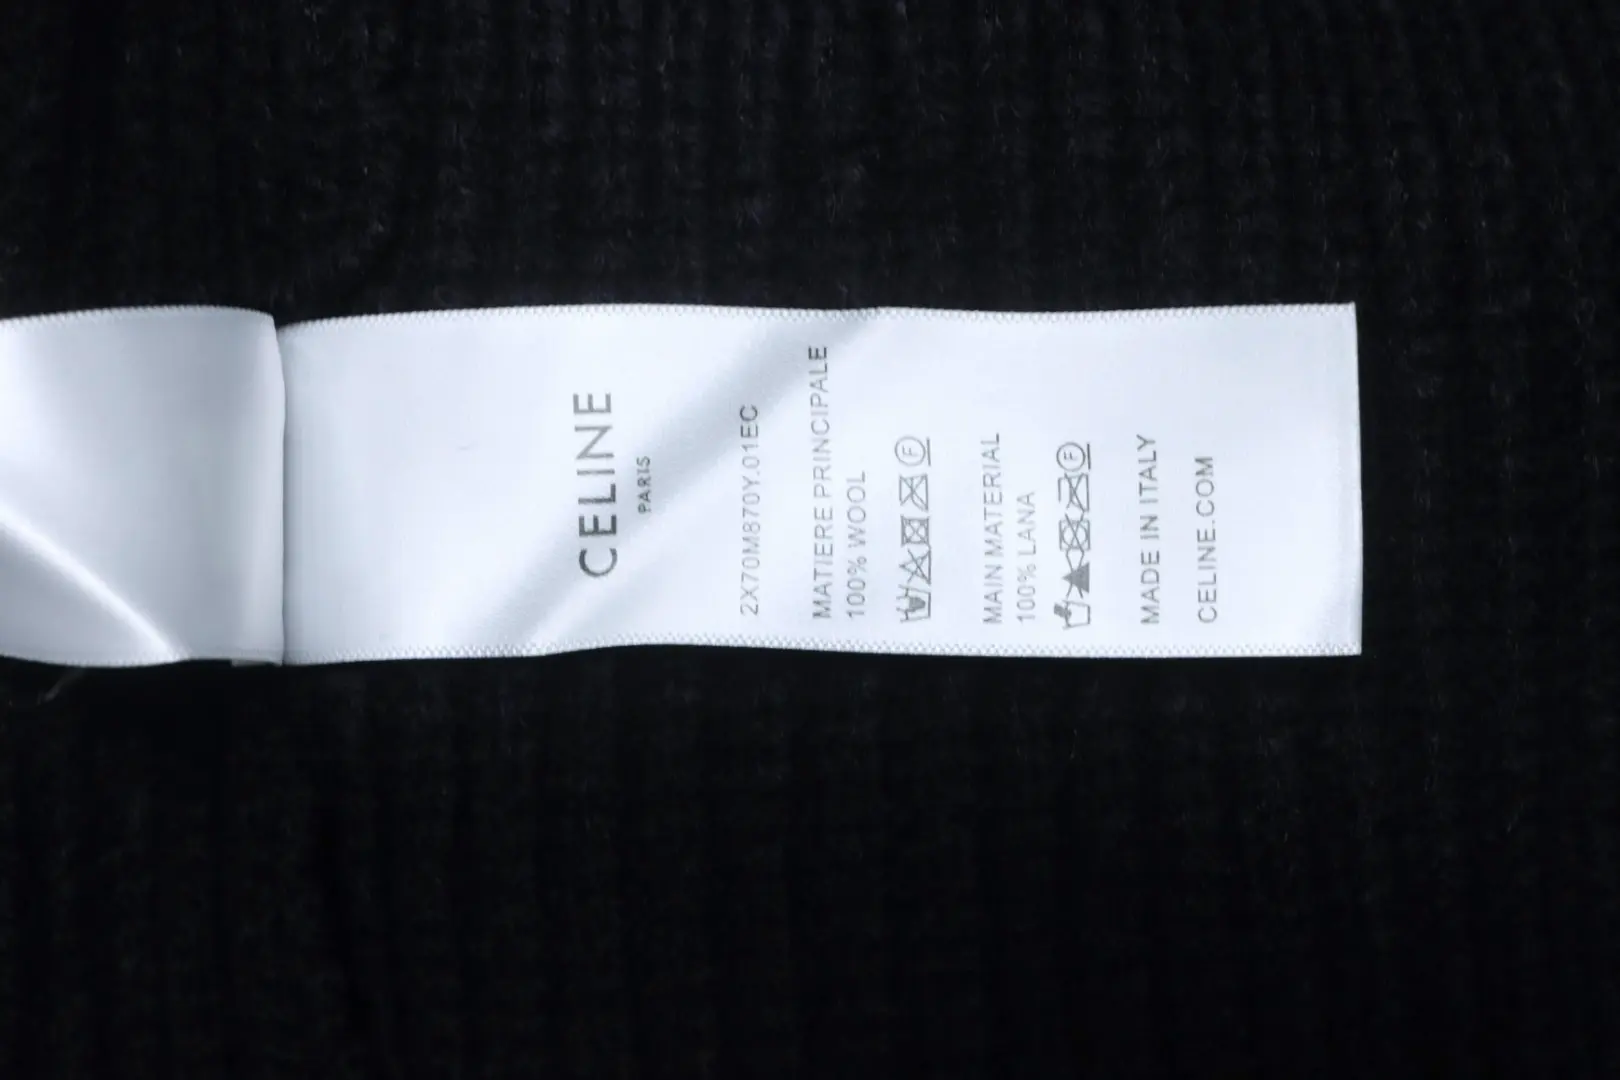 CELINE
PARIS
2X70M870Y.01EC
MATIERE PRINCIPALE
100% WOOL
F
MAIN MATERIAL
100% LANA
F
MADE IN ITALY
CELINE.COM